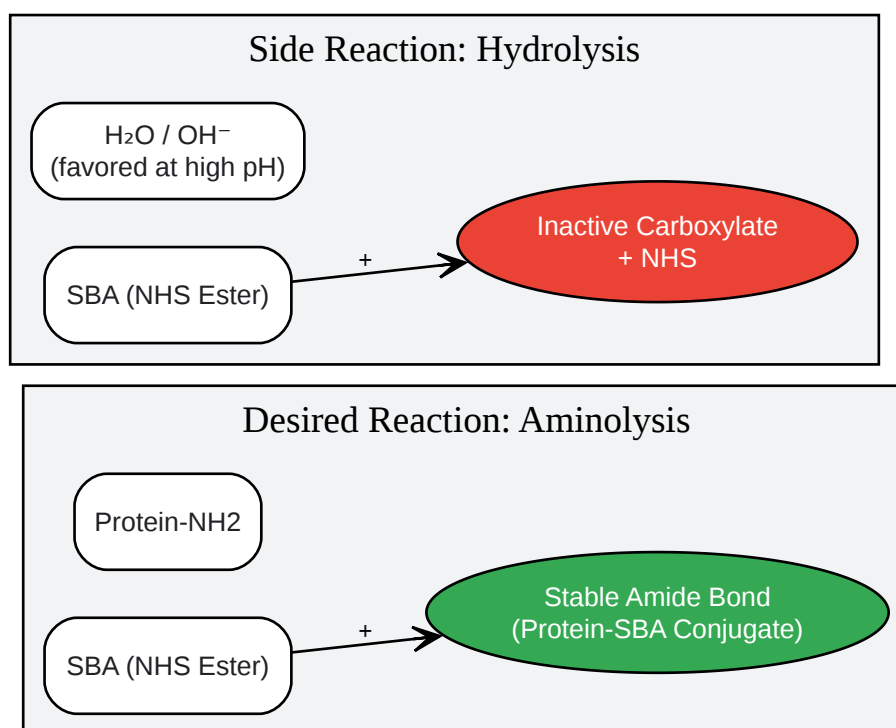 Side Reaction: Hydrolysis
H₂O / OH⁻
(favored at high pH)
SBA (NHS Ester)
+
Inactive Carboxylate
+ NHS
Desired Reaction: Aminolysis
Protein-NH2
SBA (NHS Ester)
+
Stable Amide Bond
(Protein-SBA Conjugate)